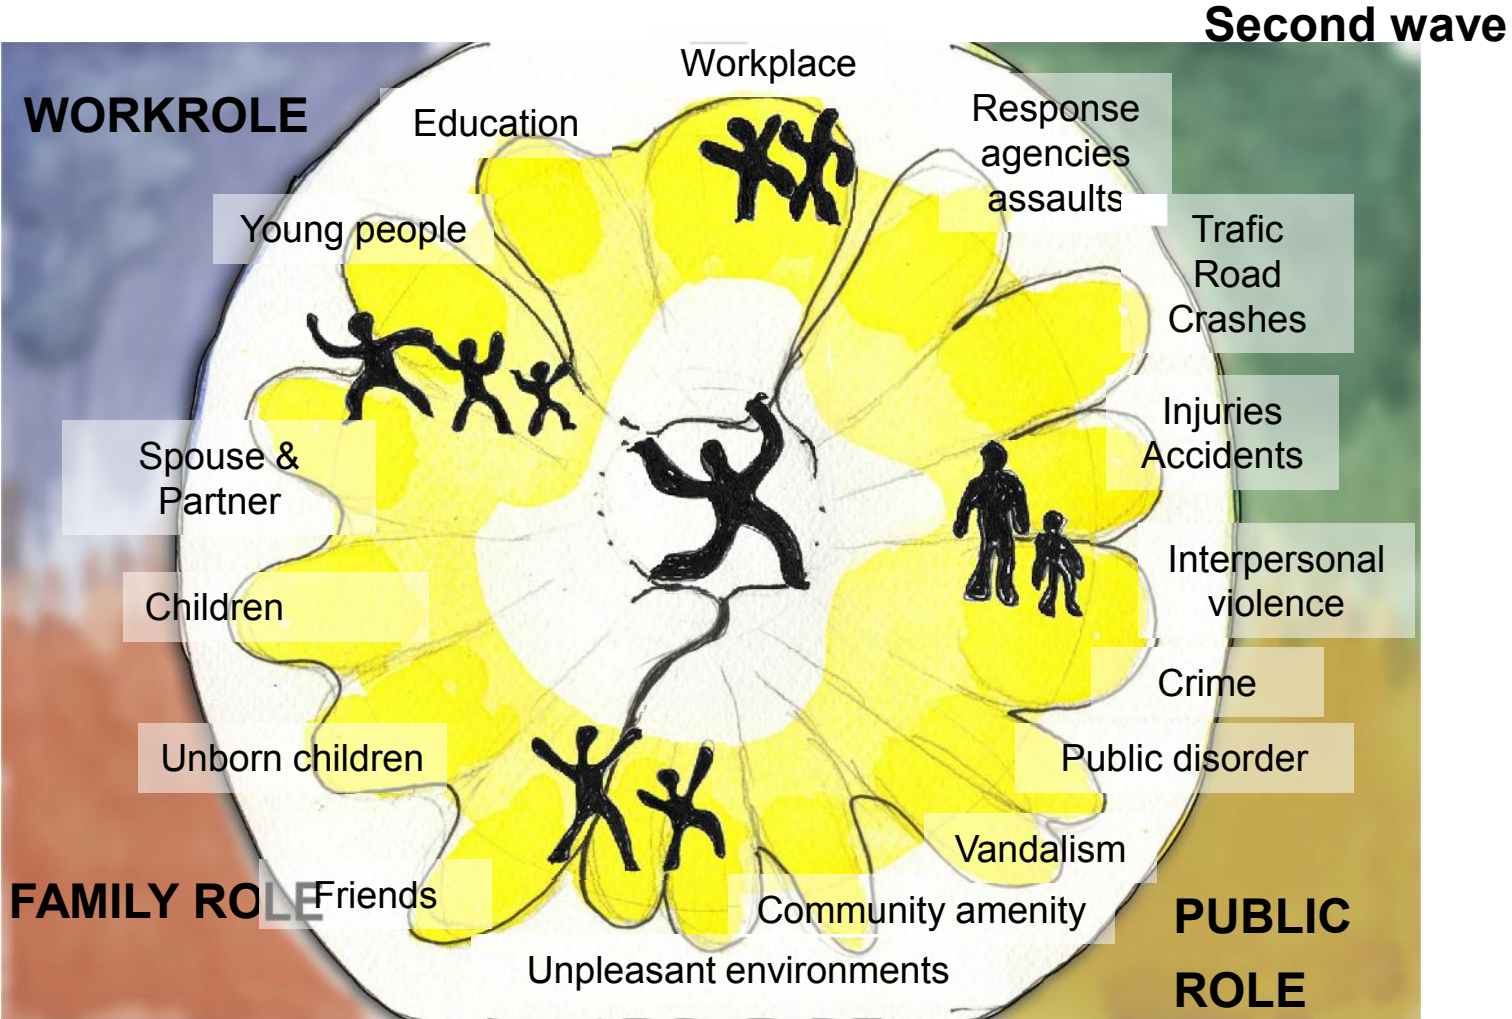 Second wave
Workplace
WORKROLE
Education
Response
agencies
assaults
Young people
Trafic
Road
Crashes
Injuries
Accidents
Spouse &
Partner
Interpersonal
violence
Children
Crime
Unborn children
Public disorder
Vandalism
FAMILY ROLE
Friends
Community amenity
PUBLIC
ROLE
Unpleasant environments